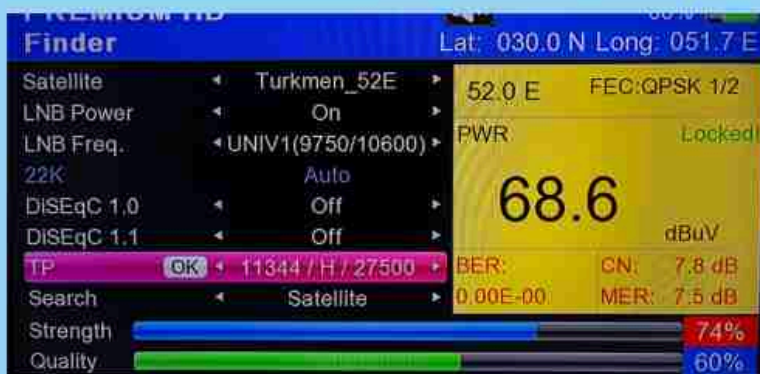 PREMIUM HD
Finder
Lat: 030.0 N Long: 051.7 E
Satellite Turkmen_52E
LNB Power On
LNB Freq. UNIV1(9750/10600)
22K Auto
DiSEqC 1.0 Off
DiSEqC 1.1 Off
TP OK 11344 / H / 27500
Search Satellite
52.0 E FEC:QPSK 1/2
PWR Locked!
68.6
dBuV
BER: CN: 7.8 dB
0.00E-00 MER: 7.5 dB
Strength 74%
Quality 60%